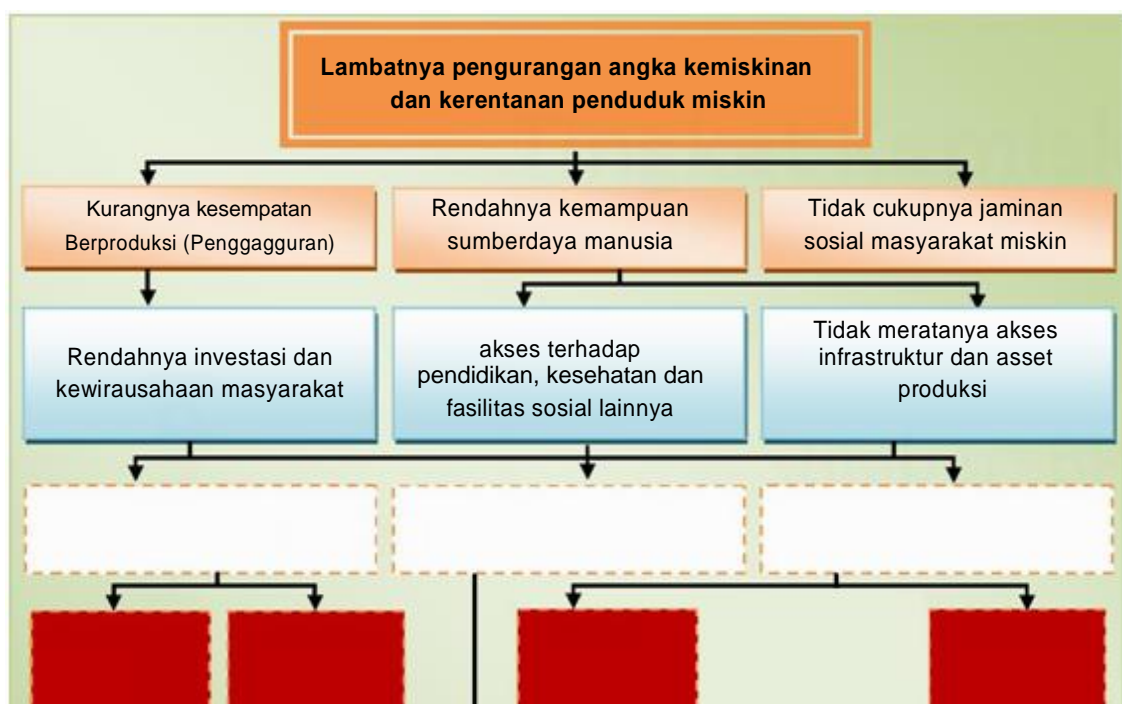 Lambatnya pengurangan angka kemiskinan
dan kerentanan penduduk miskin
Kurangnya kesempatan
Berproduksi (Penggagguran)
Rendahnya kemampuan
sumberdaya manusia
Tidak cukupnya jaminan
sosial masyarakat miskin
Rendahnya investasi dan
kewirausahaan masyarakat
akses terhadap
pendidikan, kesehatan dan
fasilitas sosial lainnya
Tidak meratanya akses
infrastruktur dan asset
produksi